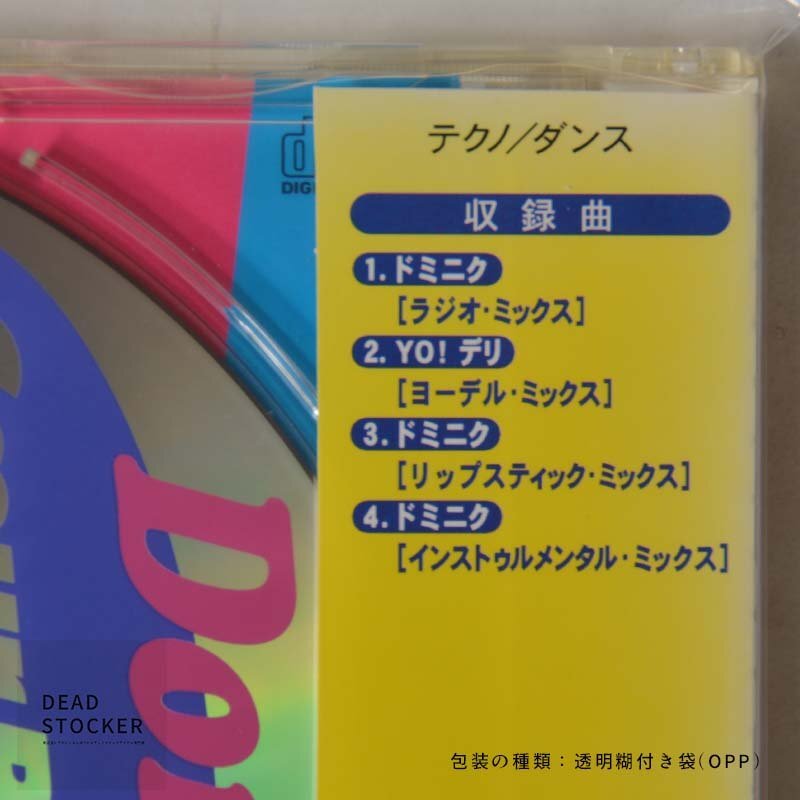 テクノ/ダンス
収録曲
1.ドミニク
[ラジオ・ミックス]
2.YO! デリ
[ヨーデル・ミックス]
3.ドミニク
[リップスティック・ミックス]
4.ドミニク
[インストゥルメンタル・ミックス]
DEAD
STOCKER
包装の種類:透明糊付き袋(OPP)